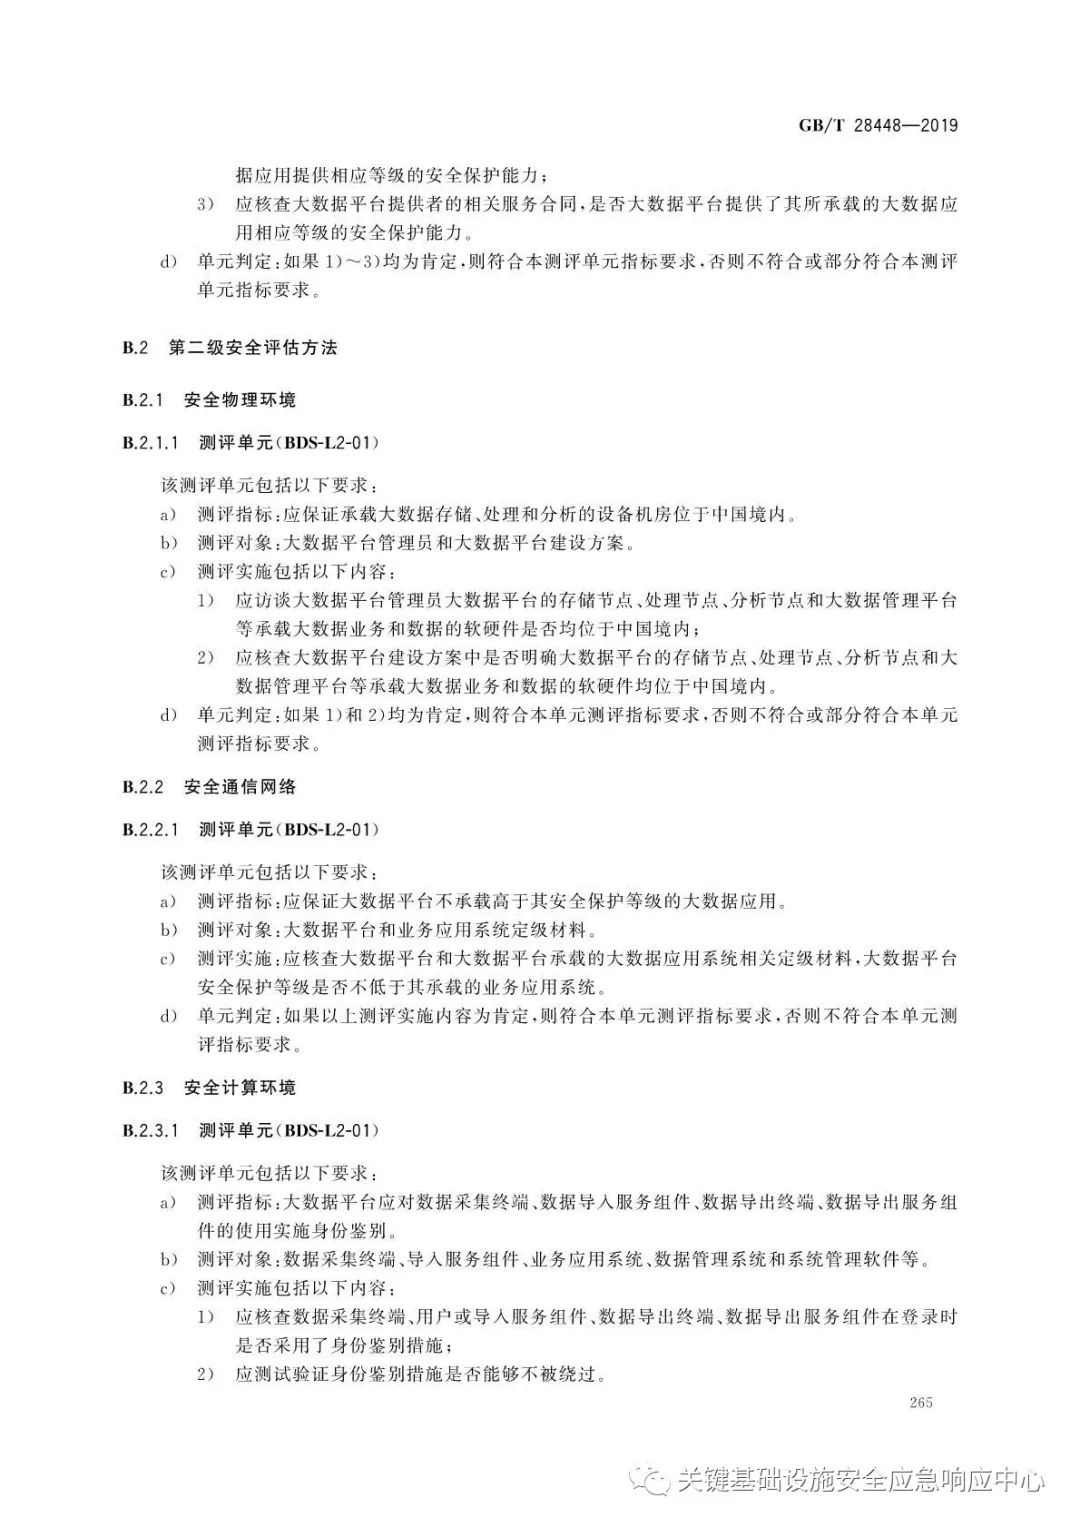 GB/T 28448—2019
据应用提供相应等级的安全保护能力；
3） 应核查大数据平台提供者的相关服务合同，是否大数据平台提供了其所承载的大数据应
用相应等级的安全保护能力。
d） 单元判定：如果 1）～3）均为肯定，则符合本测评单元指标要求，否则不符合或部分符合本测评
单元指标要求。
B.2 第二级安全评估方法
B.2.1 安全物理环境
B.2.1.1 测评单元（BDS-L2-01）
该测评单元包括以下要求：
a） 测评指标：应保证承载大数据存储、处理和分析的设备机房位于中国境内。
b） 测评对象：大数据平台管理员和大数据平台建设方案。
c） 测评实施包括以下内容：
1） 应访谈大数据平台管理员大数据平台的存储节点、处理节点、分析节点和大数据管理平台
等承载大数据业务和数据的软硬件是否均位于中国境内；
2） 应核查大数据平台建设方案中是否明确大数据平台的存储节点、处理节点、分析节点和大
数据管理平台等承载大数据业务和数据的软硬件均位于中国境内。
d） 单元判定：如果 1）和 2）均为肯定，则符合本单元测评指标要求，否则不符合或部分符合本单元
测评指标要求。
B.2.2 安全通信网络
B.2.2.1 测评单元（BDS-L2-01）
该测评单元包括以下要求：
a） 测评指标：应保证大数据平台不承载高于其安全保护等级的大数据应用。
b） 测评对象：大数据平台和业务应用系统定级材料。
c） 测评实施：应核查大数据平台和大数据平台承载的大数据应用系统相关定级材料，大数据平台
安全保护等级是否不低于其承载的业务应用系统。
d） 单元判定：如果以上测评实施内容为肯定，则符合本单元测评指标要求，否则不符合本单元测
评指标要求。
B.2.3 安全计算环境
B.2.3.1 测评单元（BDS-L2-01）
该测评单元包括以下要求：
a） 测评指标：大数据平台应对数据采集终端、数据导入服务组件、数据导出终端、数据导出服务组
件的使用实施身份鉴别。
b） 测评对象：数据采集终端、导入服务组件、业务应用系统、数据管理系统和系统管理软件等。
c） 测评实施包括以下内容：
1） 应核查数据采集终端、用户或导入服务组件、数据导出终端、数据导出服务组件在登录时
是否采用了身份鉴别措施；
2） 应测试验证身份鉴别措施是否能够不被绕过。
265
关键基础设施安全应急响应中心